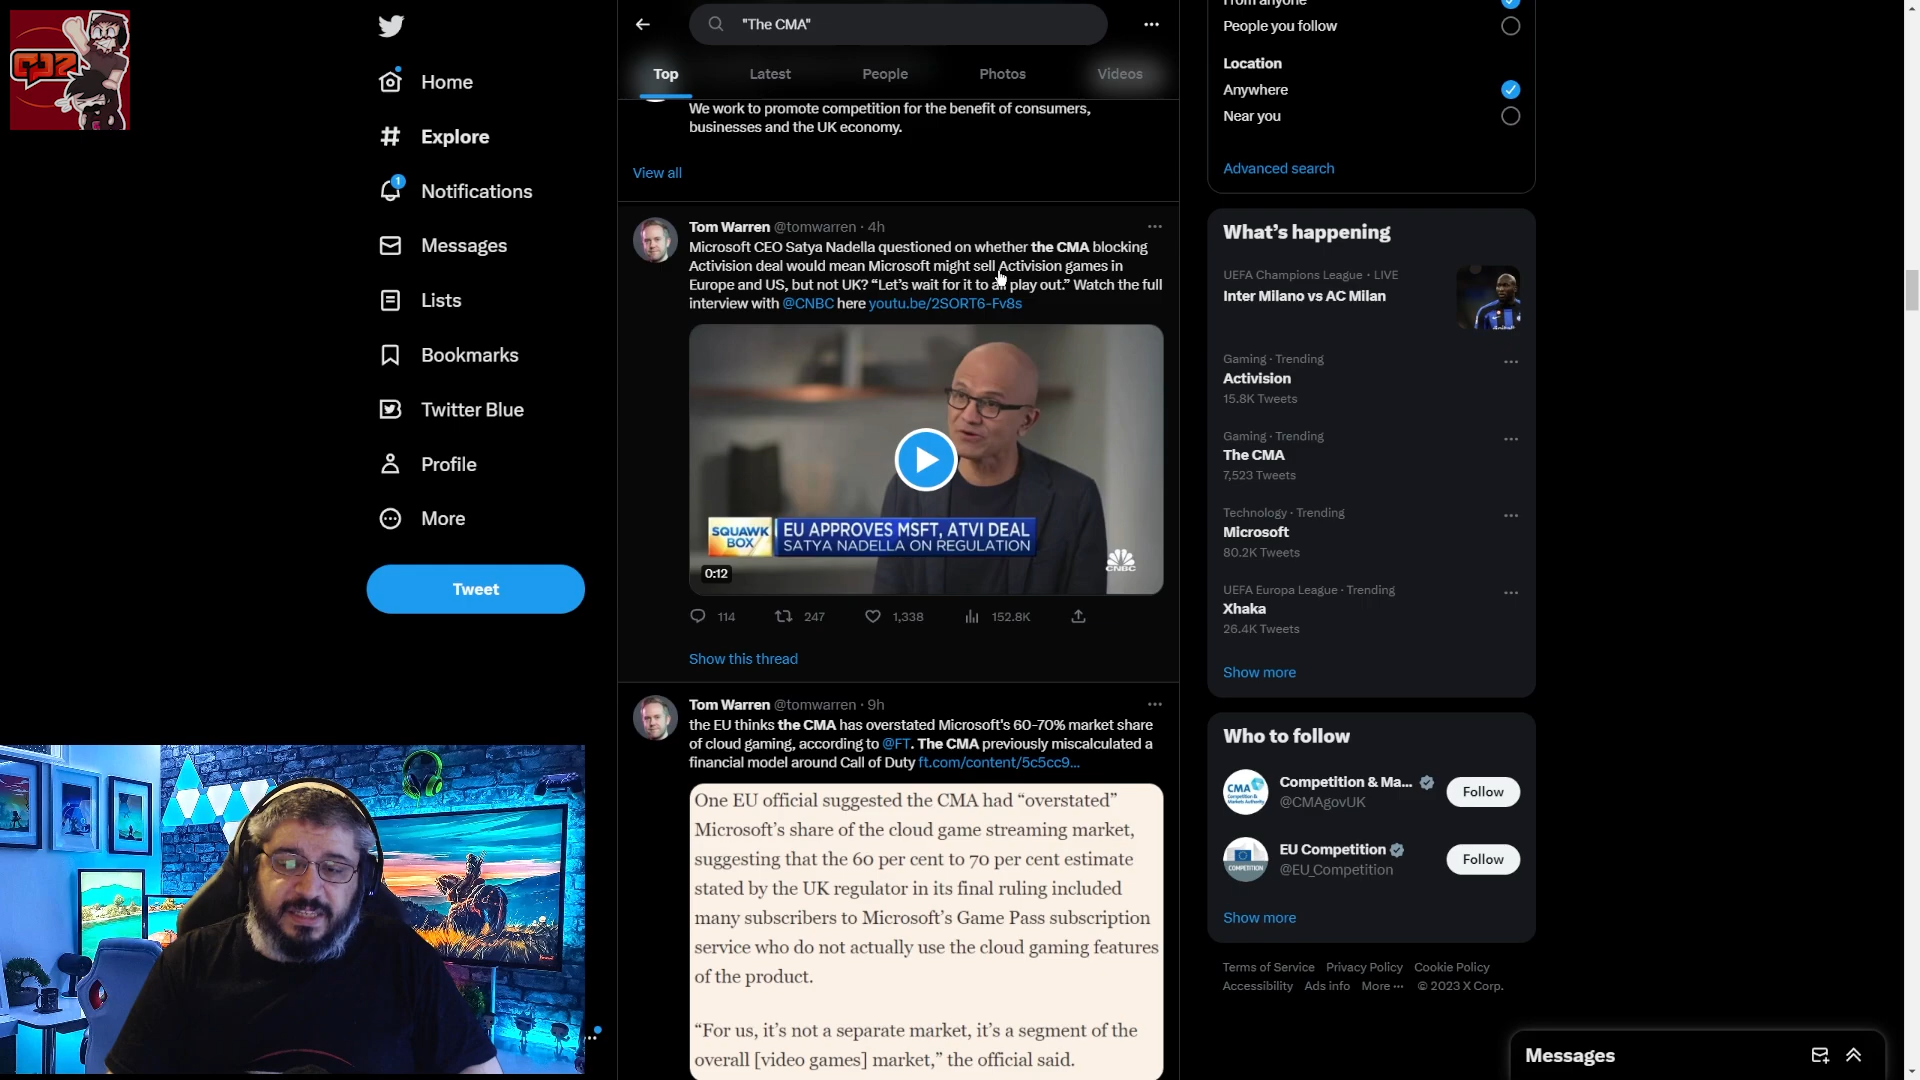 GDZ
Home
Explore
1
Notifications
Messages
Lists
Bookmarks
Twitter Blue
Profile
More
Tweet
"The CMA"
Top
Latest
People
Photos
Videos
We work to promote competition for the benefit of consumers,
businesses and the UK economy.
View all
Tom Warren @tomwarren · 4h
Microsoft CEO Satya Nadella questioned on whether the CMA blocking
Activision deal would mean Microsoft might sell Activision games in
Europe and US, but not UK? “Let’s wait for it to all play out.” Watch the full
interview with @CNBC here youtu.be/2SORT6-Fv8s
SQUAWK
BOX
EU APPROVES MSFT, ATVI DEAL
SATYA NADELLA ON REGULATION
CNBC
0:12
114
247
1,338
152.8K
Show this thread
Tom Warren @tomwarren · 9h
the EU thinks the CMA has overstated Microsoft's 60-70% market share
of cloud gaming, according to @FT. The CMA previously miscalculated a
financial model around Call of Duty ft.com/content/5c5cc9…
One EU official suggested the CMA had “overstated”
Microsoft’s share of the cloud game streaming market,
suggesting that the 60 per cent to 70 per cent estimate
stated by the UK regulator in its final ruling included
many subscribers to Microsoft’s Game Pass subscription
service who do not actually use the cloud gaming features
of the product.
“For us, it’s not a separate market, it’s a segment of the
overall [video games] market,” the official said.
From anyone
People you follow
Location
Anywhere
Near you
Advanced search
What’s happening
UEFA Champions League · LIVE
Inter Milano vs AC Milan
Gaming · Trending
Activision
15.8K Tweets
Gaming · Trending
The CMA
7,523 Tweets
Technology · Trending
Microsoft
80.2K Tweets
UEFA Europa League · Trending
Xhaka
26.4K Tweets
Show more
Who to follow
CMA
Competition & Ma...
@CMAgovUK
Follow
COMPETITION
EU Competition
@EU_Competition
Follow
Show more
Terms of Service Privacy Policy Cookie Policy
Accessibility Ads info More ··· © 2023 X Corp.
Messages